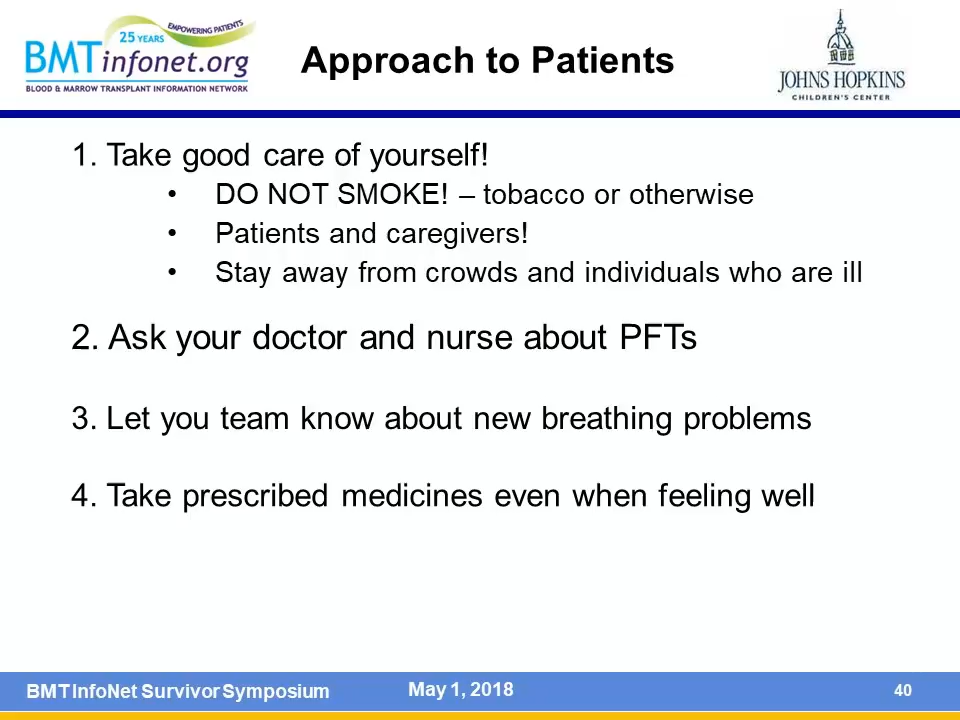 25 YEARS
EMPOWERING PATIENTS
BMTinfonet.org
BLOOD & MARROW TRANSPLANT INFORMATION NETWORK
Approach to Patients
JOHNS HOPKINS
CHILDREN'S CENTER
1. Take good care of yourself!
• DO NOT SMOKE! – tobacco or otherwise
• Patients and caregivers!
• Stay away from crowds and individuals who are ill
2. Ask your doctor and nurse about PFTs
3. Let you team know about new breathing problems
4. Take prescribed medicines even when feeling well
BMT InfoNet Survivor Symposium
May 1, 2018
40